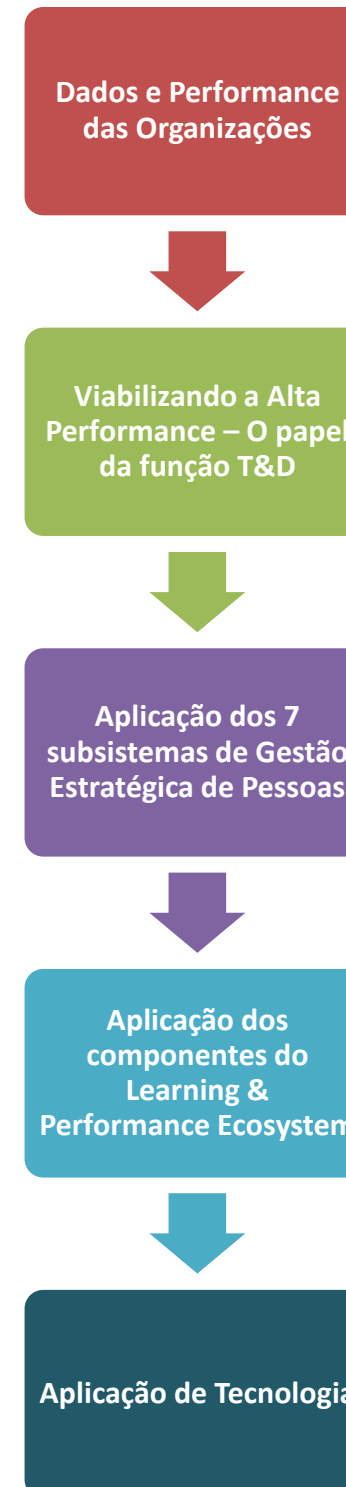 Dados e Performance
das Organizações
Viabilizando a Alta
Performance – O papel
da função T&D
Aplicação dos 7
subsistemas de Gestão
Estratégica de Pessoas
Aplicação dos
componentes do
Learning &
Performance Ecosystem
Aplicação de Tecnologia